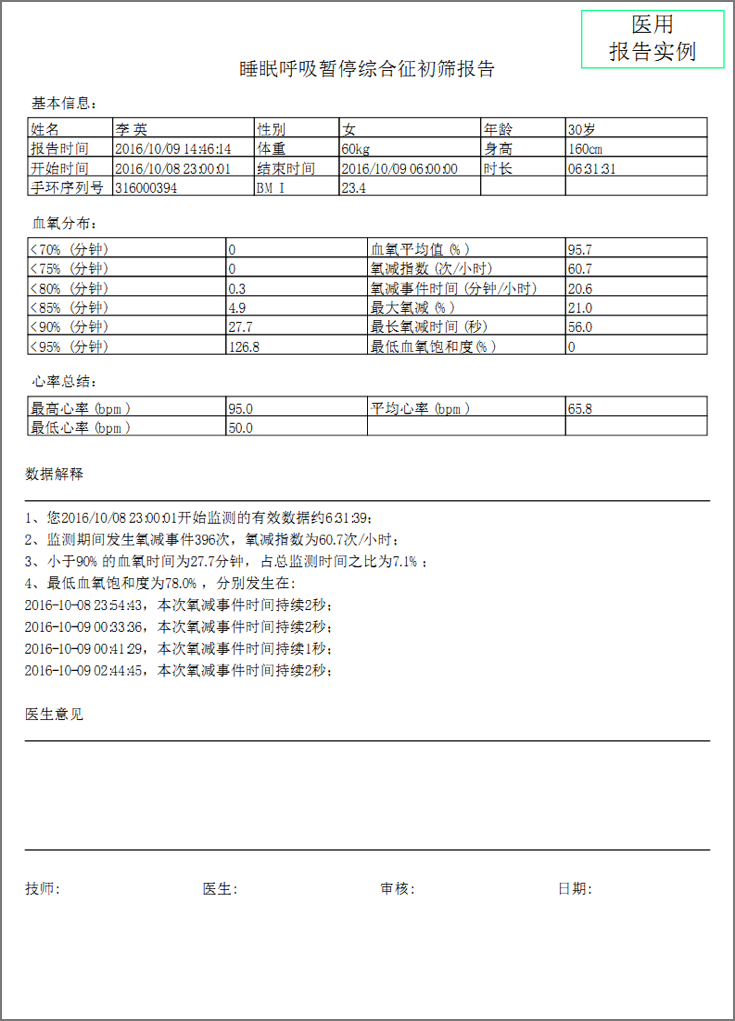 医用
报告实例
睡眠呼吸暂停综合征初筛报告
基本信息:
姓名 李 英 性别 女 年龄 30岁
报告时间 2016/10/09 14:46:14 体重 60kg 身高 160cm
开始时间 2016/10/08 23:00:01 结束时间 2016/10/09 06:00:00 时长 06:31:31
手环序列号 316000394 BM I 23.4
血氧分布:
<70% (分钟) 0 血氧平均值 (% ) 95.7
<75% (分钟) 0 氧减指数 (次/小时) 60.7
<80% (分钟) 0.3 氧减事件时间 (分钟/小时) 20.6
<85% (分钟) 4.9 最大氧减 (% ) 21.0
<90% (分钟) 27.7 最长氧减时间 (秒) 56.0
<95% (分钟) 126.8 最低血氧饱和度 (% ) 0
心率总结:
最高心率 (bpm ) 95.0 平均心率 (bpm ) 65.8
最低心率 (bpm ) 50.0
数据解释
1、您2016/10/08 23:00:01开始监测的有效数据约6:31:39;
2、监测期间发生氧减事件396次，氧减指数为60.7次/小时;
3、小于90% 的血氧时间为27.7分钟，占总监测时间之比为7.1% ;
4、最低血氧饱和度为78.0% ，分别发生在:
2016-10-08 23:54:43，本次氧减事件时间持续2秒;
2016-10-09 00:33:36，本次氧减事件时间持续2秒;
2016-10-09 00:41:29，本次氧减事件时间持续1秒;
2016-10-09 02:44:45，本次氧减事件时间持续2秒;
医生意见
技师: 医生: 审核: 日期: